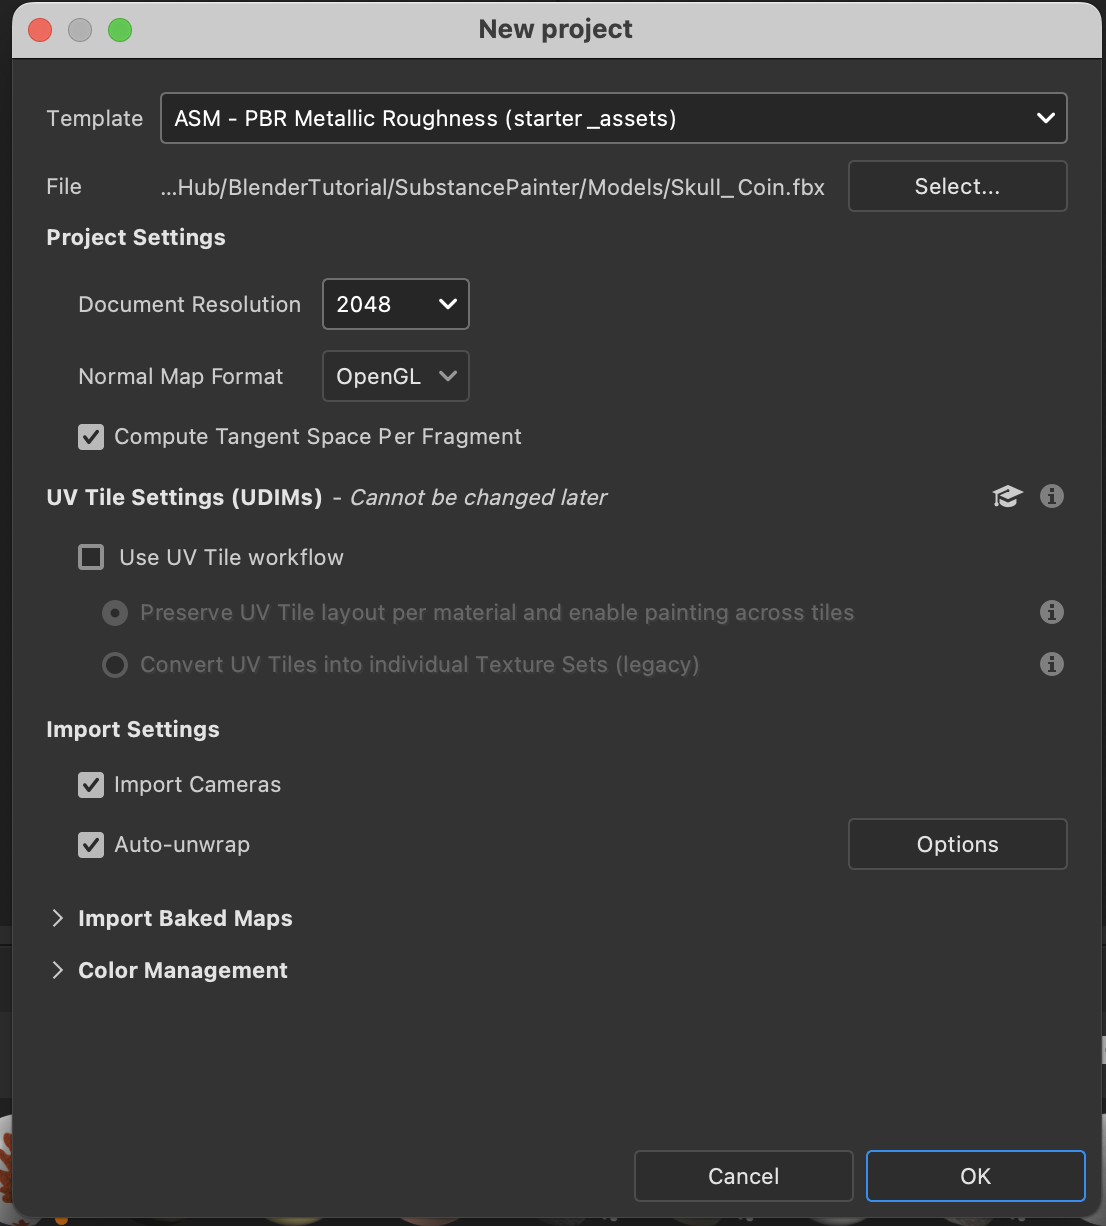 New project
Template ASM - PBR Metallic Roughness (starter_assets)
File ...Hub/BlenderTutorial/SubstancePainter/Models/Skull_Coin.fbx Select...
Project Settings
Document Resolution 2048
Normal Map Format OpenGL
Compute Tangent Space Per Fragment
UV Tile Settings (UDIMs) - Cannot be changed later
Use UV Tile workflow
Preserve UV Tile layout per material and enable painting across tiles
Convert UV Tiles into individual Texture Sets (legacy)
Import Settings
Import Cameras
Auto-unwrap Options
Import Baked Maps
Color Management
Cancel OK